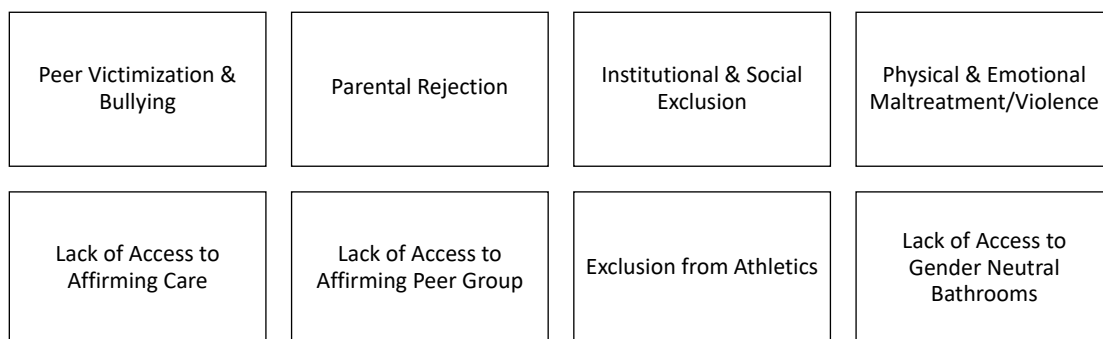 Peer Victimization &
Bullying
Parental Rejection
Institutional & Social
Exclusion
Physical & Emotional
Maltreatment/Violence
Lack of Access to
Affirming Care
Lack of Access to
Affirming Peer Group
Exclusion from Athletics
Lack of Access to
Gender Neutral
Bathrooms